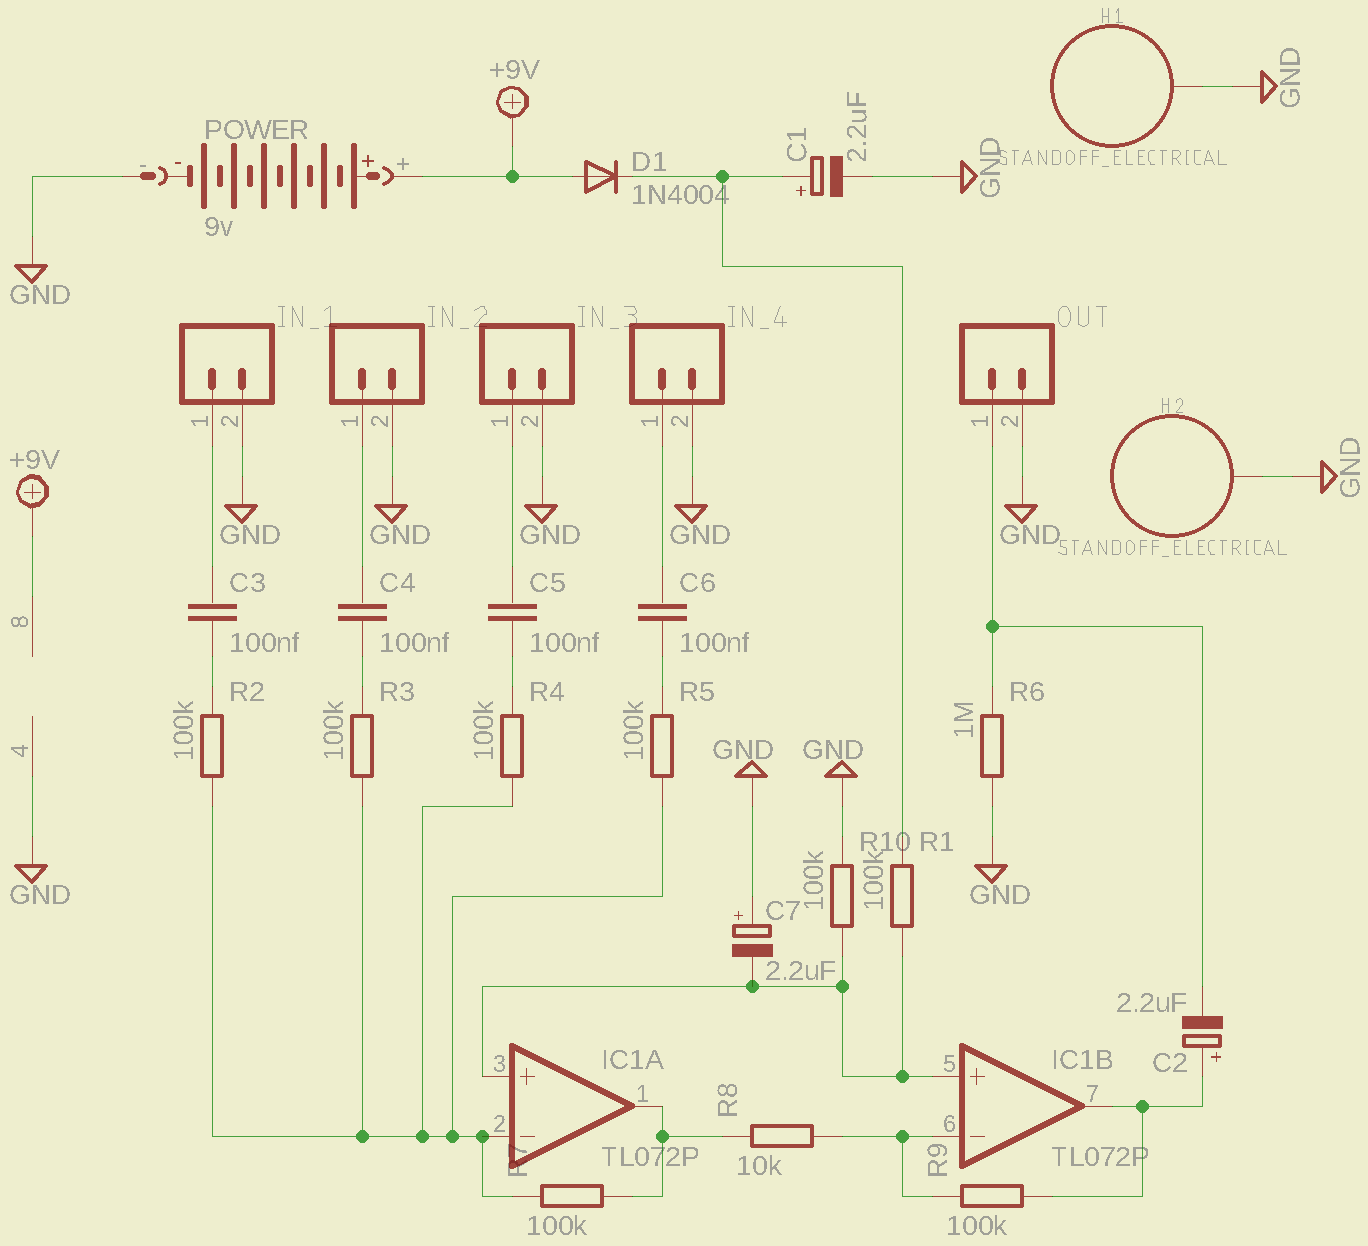 H1
GND
STANDOFF_ELECTRICAL
+9V
POWER
- - + +
9v
D1
1N4004
C1
+
2.2uF
GND
GND
IN_1
IN_2
IN_3
IN_4
OUT
1 2
1 2
1 2
1 2
1 2
H2
GND
STANDOFF_ELECTRICAL
+9V
GND
GND
GND
GND
GND
8
4
GND
C3
100nf
C4
100nf
C5
100nf
C6
100nf
R2
100k
R3
100k
R4
100k
R5
100k
R6
1M
GND
GND
GND
R10
100k
R1
100k
+
C7
2.2uF
2.2uF
C2
+
3
2
1
IC1A
TL072P
R7
100k
R8
10k
5
6
7
IC1B
TL072P
R9
100k